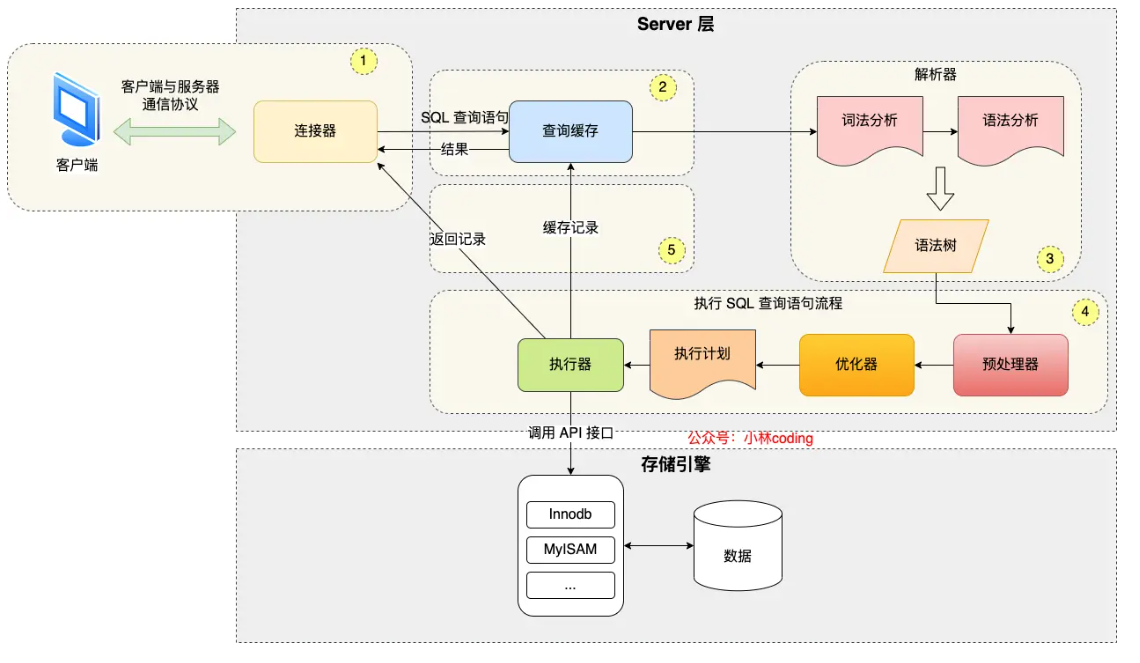 Server 层
1
客户端与服务器
通信协议
客户端
连接器
SQL 查询语句
结果
2
查询缓存
解析器
词法分析
语法分析
语法树
3
返回记录
缓存记录
5
执行 SQL 查询语句流程
4
执行器
执行计划
优化器
预处理器
调用 API 接口
公众号：小林coding
存储引擎
Innodb
MyISAM
...
数据